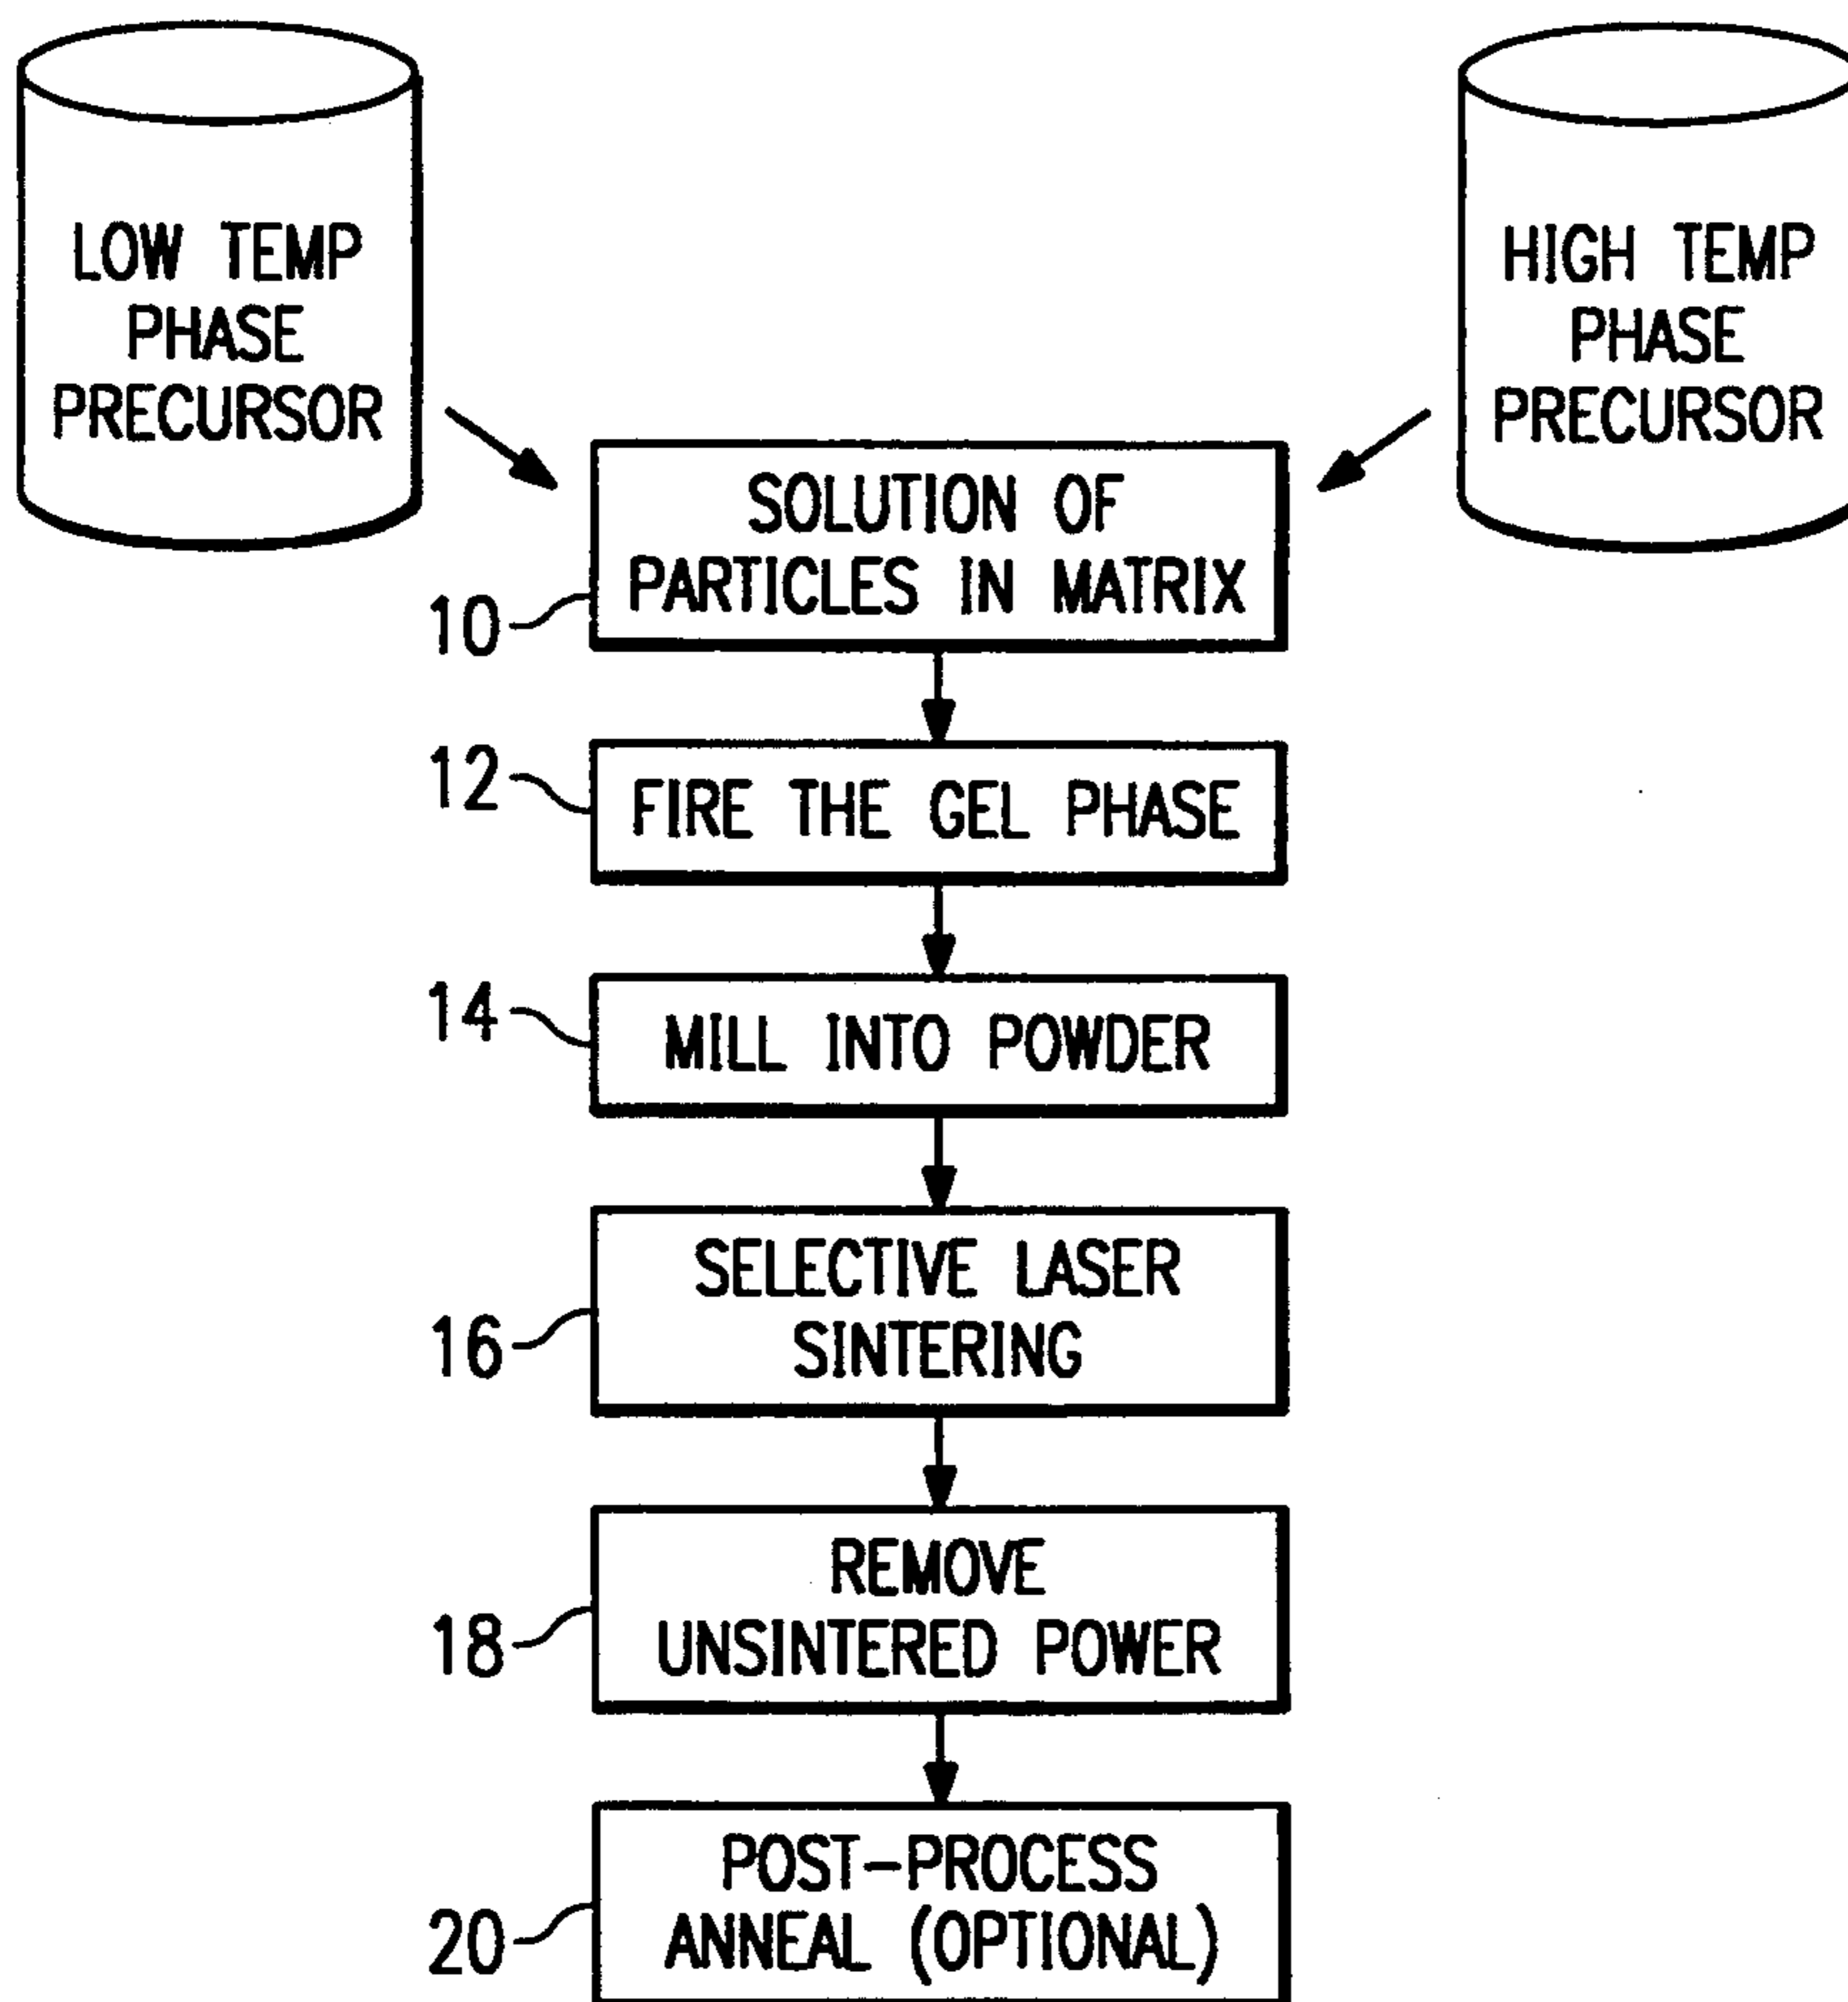 LOW TEMP
PHASE
PRECURSOR
HIGH TEMP
PHASE
PRECURSOR
SOLUTION OF
PARTICLES IN MATRIX
10
12
FIRE THE GEL PHASE
14
MILL INTO POWDER
SELECTIVE LASER
SINTERING
16
REMOVE
UNSINTERED POWER
18
POST-PROCESS
ANNEAL (OPTIONAL)
20